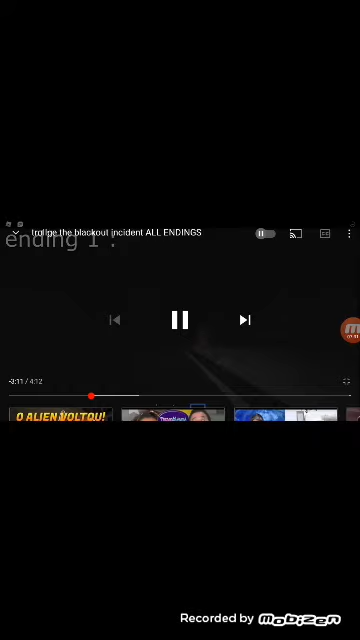 trollge the blackout incident ALL ENDINGS
ending 1 :
-3:11 / 4:12
O ALIEN VOLTOU!
Recorded by mobizen